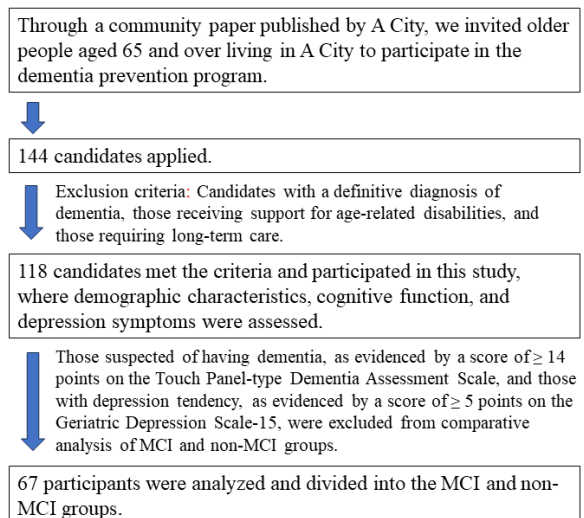 Through a community paper published by A City, we invited older
people aged 65 and over living in A City to participate in the
dementia prevention program.
144 candidates applied.
Exclusion criteria: Candidates with a definitive diagnosis of
dementia, those receiving support for age-related disabilities, and
those requiring long-term care.
118 candidates met the criteria and participated in this study,
where demographic characteristics, cognitive function, and
depression symptoms were assessed.
Those suspected of having dementia, as evidenced by a score of ≥ 14
points on the Touch Panel-type Dementia Assessment Scale, and those
with depression tendency, as evidenced by a score of ≥ 5 points on the
Geriatric Depression Scale-15, were excluded from comparative
analysis of MCI and non-MCI groups.
67 participants were analyzed and divided into the MCI and non-
MCI groups.